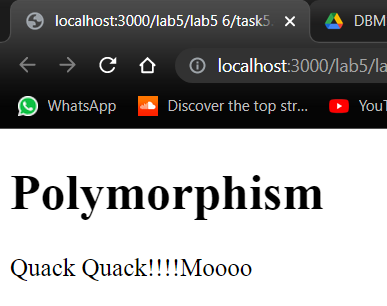 localhost:3000/lab5/lab5 6/task5.
DBM
localhost:3000/lab5/la
WhatsApp
Discover the top str...
YouT
Polymorphism
Quack Quack!!!!Moooo